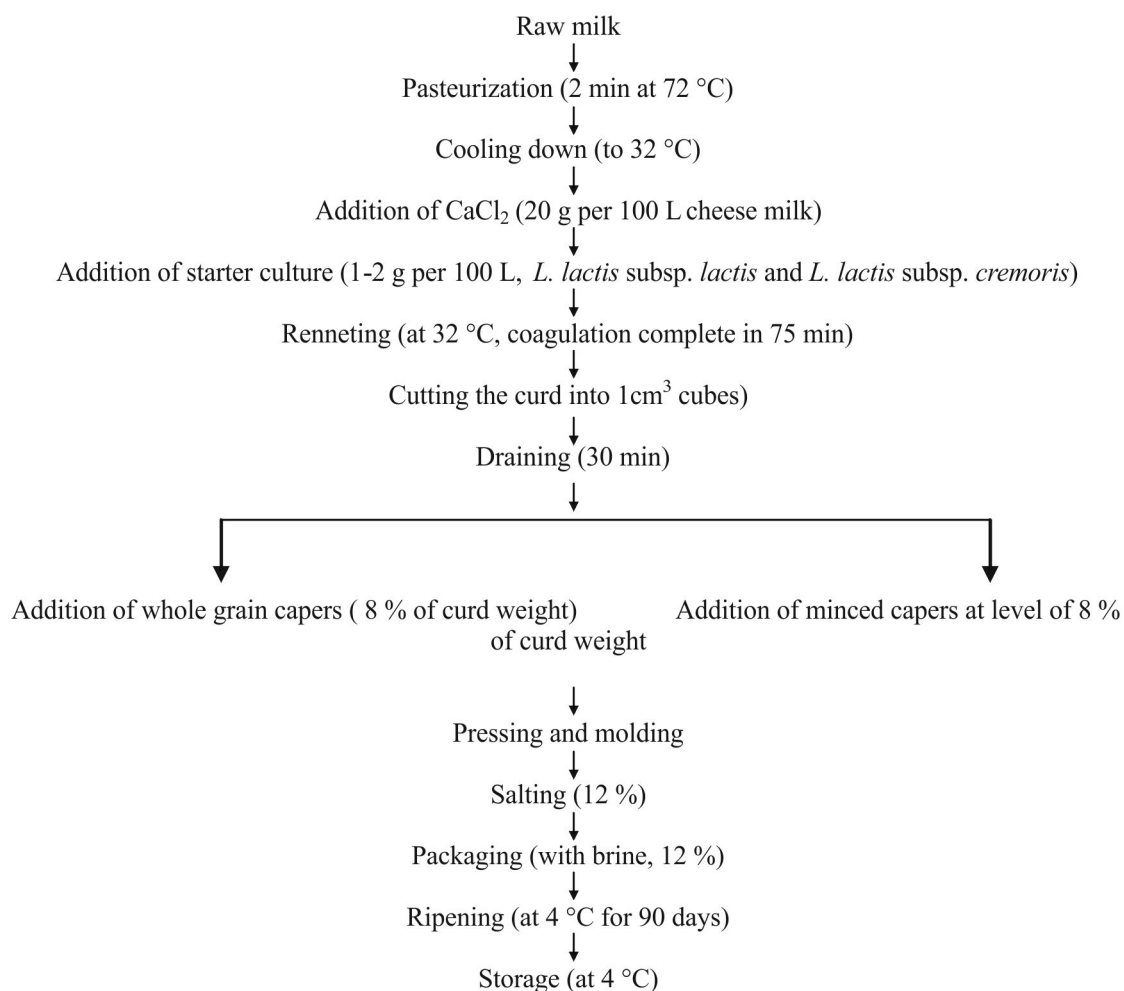 Raw milk
Pasteurization (2 min at 72 °C)
Cooling down (to 32 °C)
Addition of CaCl₂ (20 g per 100 L cheese milk)
Addition of starter culture (1-2 g per 100 L, L. lactis subsp. lactis and L. lactis subsp. cremoris)
Renneting (at 32 °C, coagulation complete in 75 min)
Cutting the curd into 1cm³ cubes)
Draining (30 min)
Addition of whole grain capers ( 8 % of curd weight) Addition of minced capers at level of 8 %
of curd weight
Pressing and molding
Salting (12 %)
Packaging (with brine, 12 %)
Ripening (at 4 °C for 90 days)
Storage (at 4 °C)